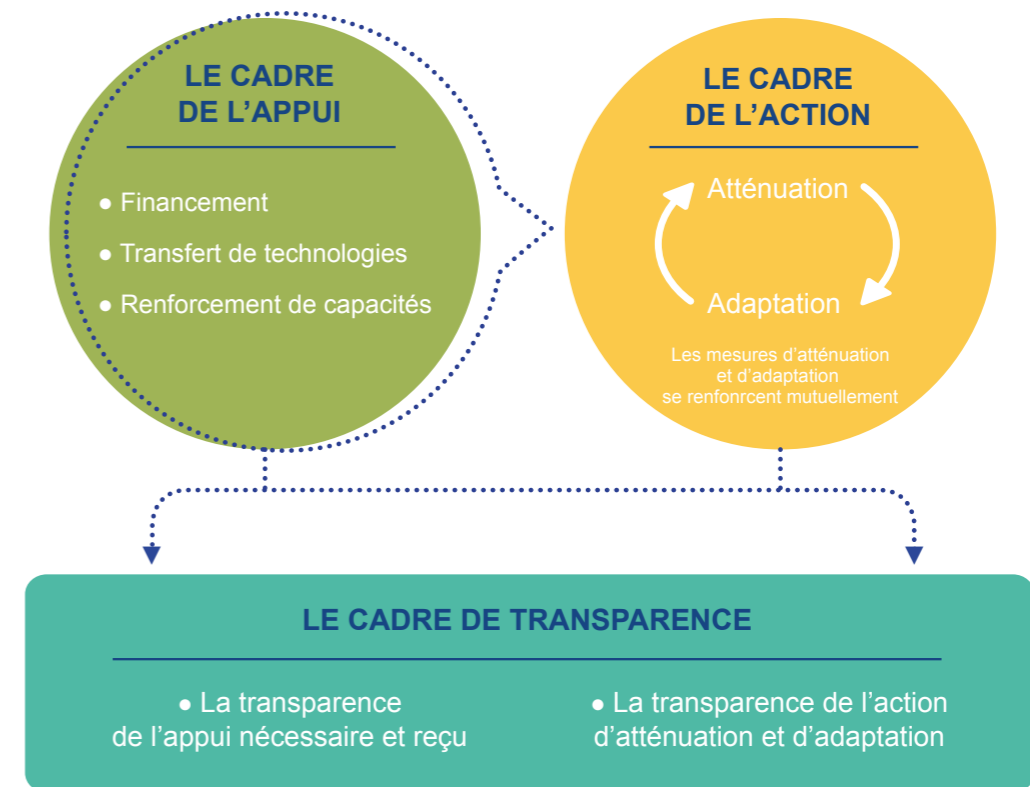 LE CADRE
DE L’APPUI
● Financement
● Transfert de technologies
● Renforcement de capacités
LE CADRE
DE L’ACTION
Atténuation
Adaptation
Les mesures d’atténuation
et d’adaptation
se renfonrcent mutuellement
LE CADRE DE TRANSPARENCE
● La transparence
de l’appui nécessaire et reçu
● La transparence de l’action
d’atténuation et d’adaptation